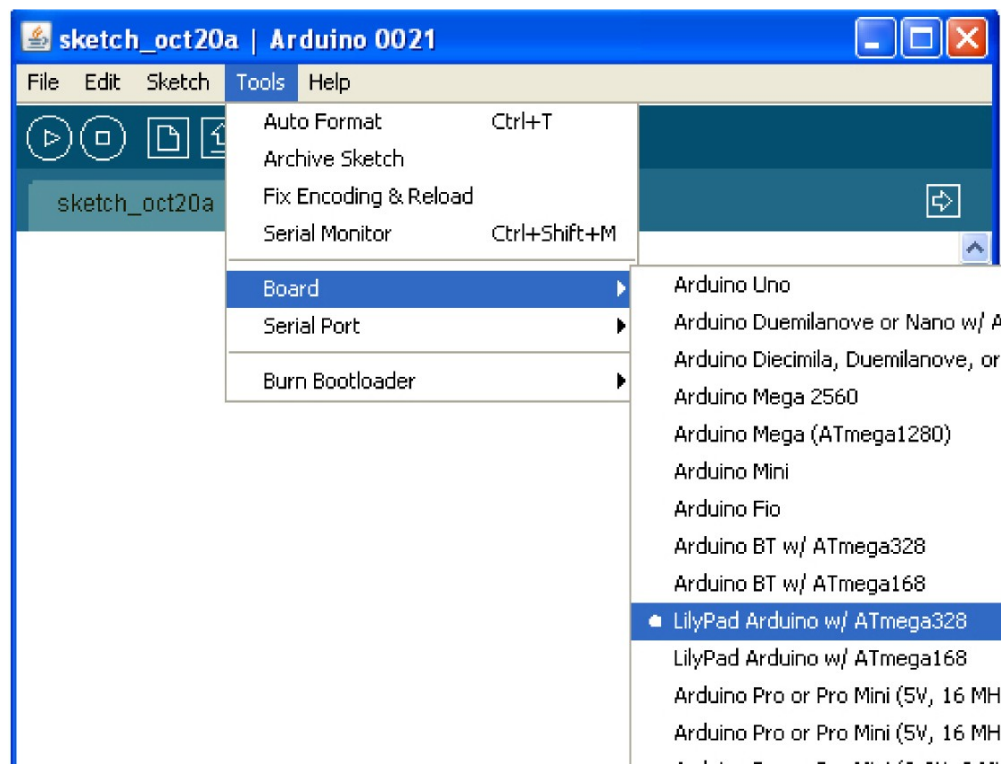 sketch_oct20a | Arduino 0021
File Edit Sketch Tools Help
Auto Format Ctrl+T
Archive Sketch
Fix Encoding & Reload
sketch_oct20a
Serial Monitor Ctrl+Shift+M
Board
Serial Port
Burn Bootloader
Arduino Uno
Arduino Duemilanove or Nano w/ A
Arduino Diecimila, Duemilanove, or
Arduino Mega 2560
Arduino Mega (ATmega1280)
Arduino Mini
Arduino Fio
Arduino BT w/ ATmega328
Arduino BT w/ ATmega168
LilyPad Arduino w/ ATmega328
LilyPad Arduino w/ ATmega168
Arduino Pro or Pro Mini (5V, 16 MH
Arduino Pro or Pro Mini (5V, 16 MH